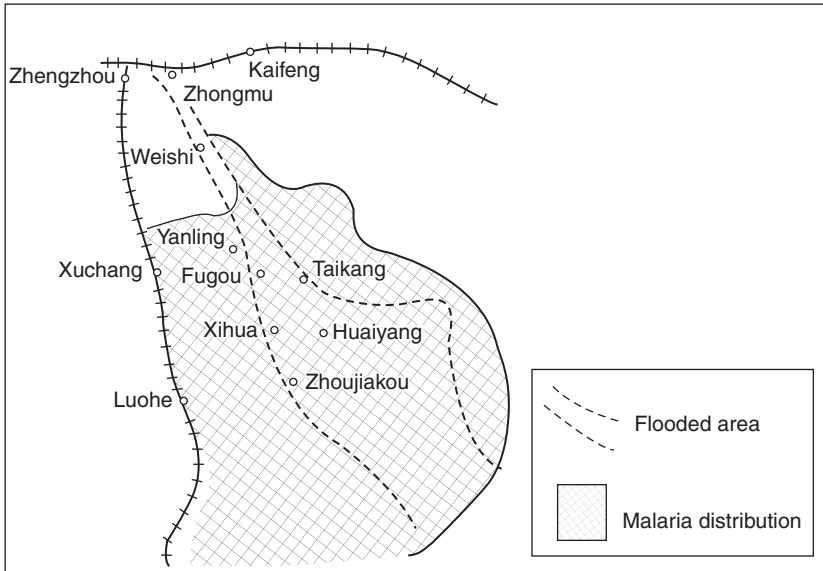 Kaifeng
Zhengzhou
Zhongmu
Weishi
Yanling
Xuchang
Fugou
Taikang
Xihua
Huaiyang
Zhoujiakou
Luohe
Flooded area
Malaria distribution